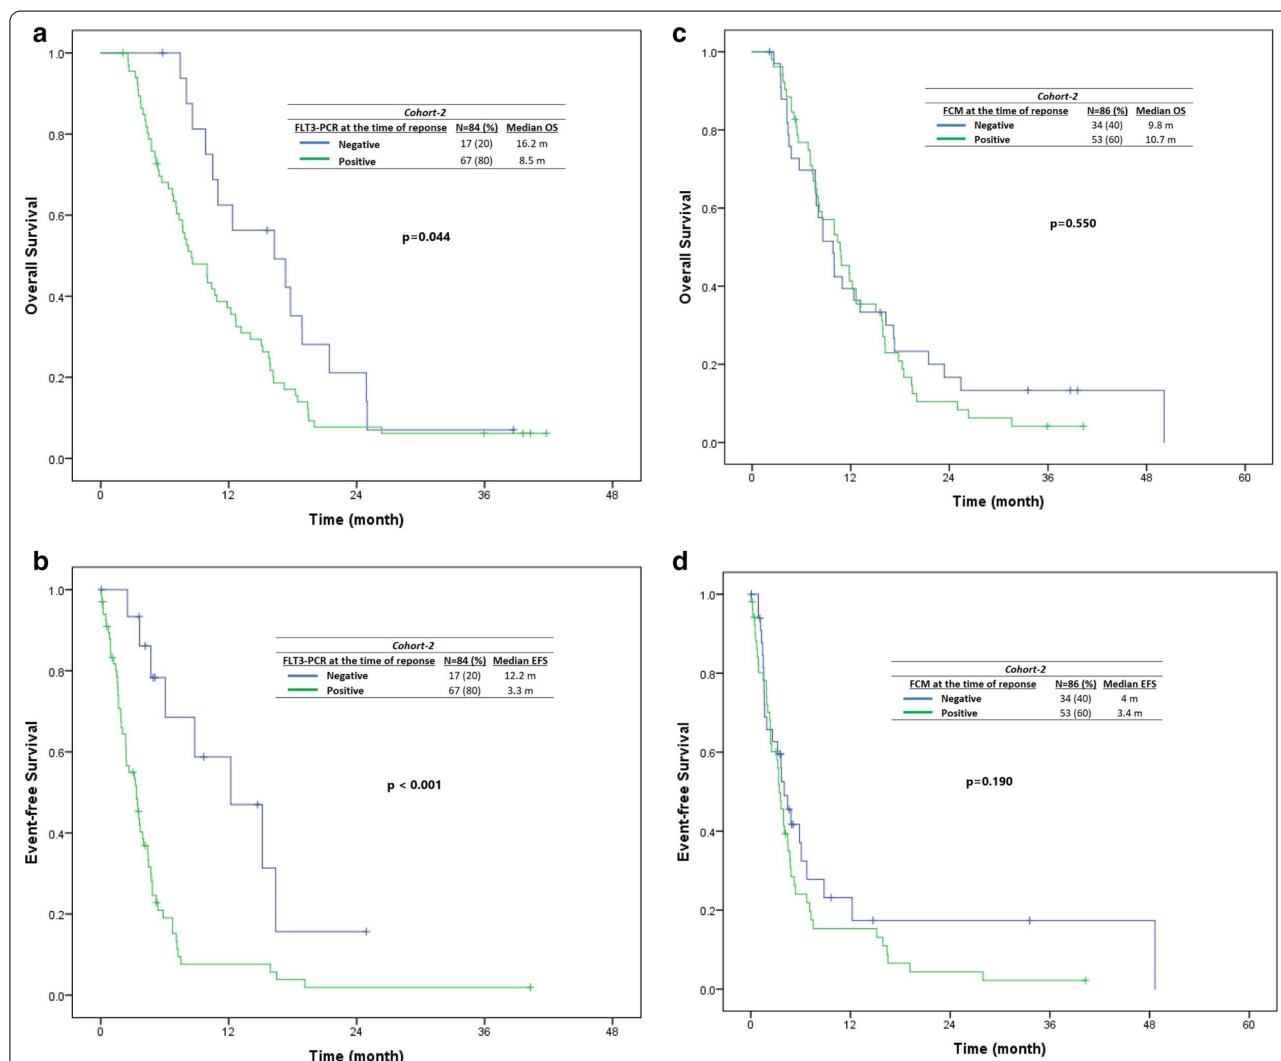 a
1.0
0.8
0.6
0.4
0.2
0.0
Overall Survival
Cohort-2
FLT3-PCR at the time of reponse N=84 (%) Median OS
Negative 17 (20) 16.2 m
Positive 67 (80) 8.5 m
p=0.044
0 12 24 36 48
Time (month)
c
1.0
0.8
0.6
0.4
0.2
0.0
Overall Survival
Cohort-2
FCM at the time of reponse N=86 (%) Median OS
Negative 34 (40) 9.8 m
Positive 53 (60) 10.7 m
p=0.550
0 12 24 36 48 60
Time (month)
b
1.0
0.8
0.6
0.4
0.2
0.0
Event-free Survival
Cohort-2
FLT3-PCR at the time of reponse N=84 (%) Median EFS
Negative 17 (20) 12.2 m
Positive 67 (80) 3.3 m
p < 0.001
0 12 24 36 48
Time (month)
d
1.0
0.8
0.6
0.4
0.2
0.0
Event-free Survival
Cohort-2
FCM at the time of reponse N=86 (%) Median EFS
Negative 34 (40) 4 m
Positive 53 (60) 3.4 m
p=0.190
0 12 24 36 48 60
Time (month)